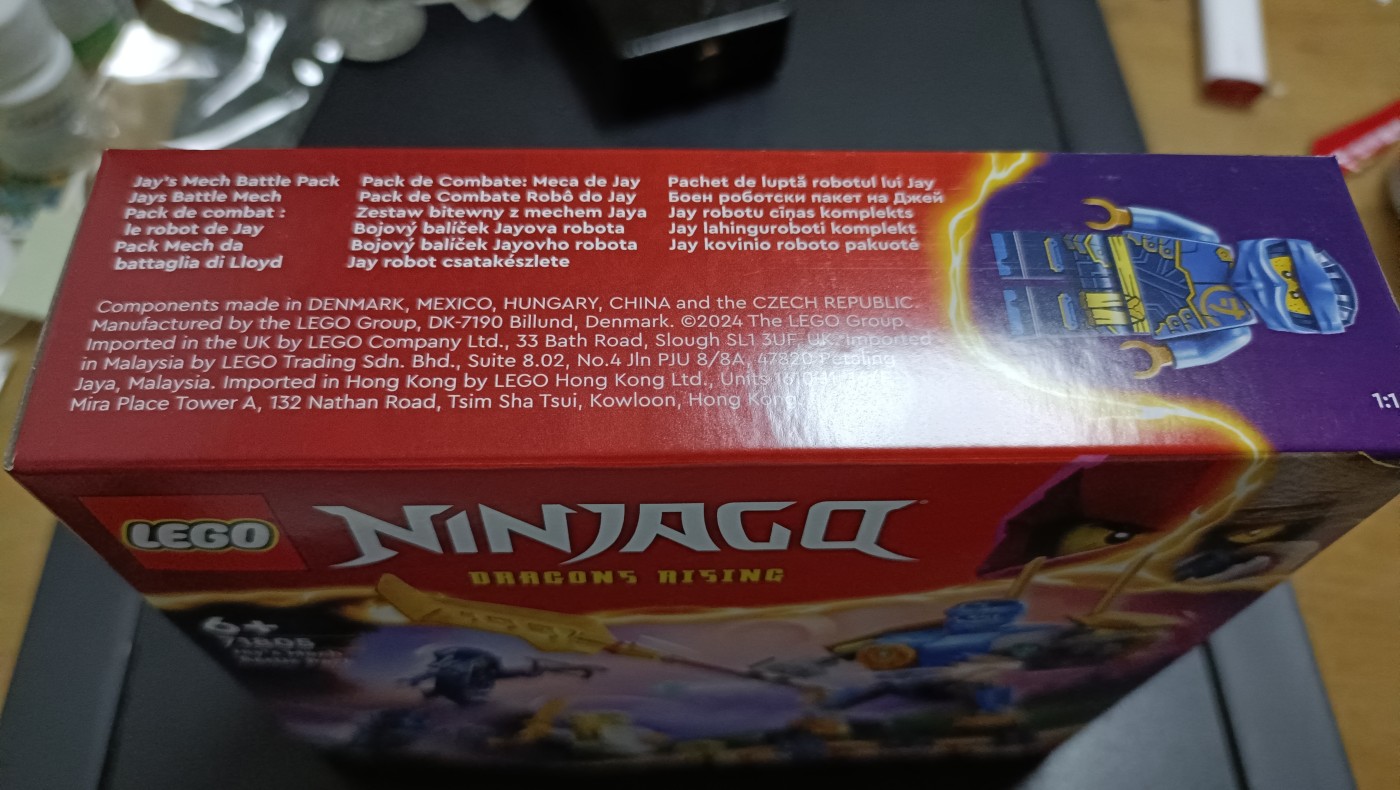 Jay's Mech Battle Pack
Jays Battle Mech
Pack de combat :
le robot de Jay
Pack Mech da
battaglia di Lloyd
Pack de Combate: Meca de Jay
Pack de Combate Robô do Jay
Zestaw bitewny z mechem Jaya
Bojový balíček Jayova robota
Bojový balíček Jayovho robota
Jay robot csatakészlete
Pachet de luptă robotul lui Jay
Боен роботски пакет на Джей
Jay robotu cīņas komplekts
Jay lahinguroboti komplekt
Jay kovinio roboto pakuotė
Components made in DENMARK, MEXICO, HUNGARY, CHINA and the CZECH REPUBLIC.
Manufactured by the LEGO Group, DK-7190 Billund, Denmark. ©2024 The LEGO Group.
Imported in the UK by LEGO Company Ltd., 33 Bath Road, Slough SL1 3UF, UK. Imported
in Malaysia by LEGO Trading Sdn. Bhd., Suite 8.02, No.4 Jln PJU 8/8A, 47820 Petaling
Jaya, Malaysia. Imported in Hong Kong by LEGO Hong Kong Ltd., Units
Mira Place Tower A, 132 Nathan Road, Tsim Sha Tsui, Kowloon, Hong Kong.
1:1
LEGO
NINJAGO
DRAGONS RISING
6+
71805